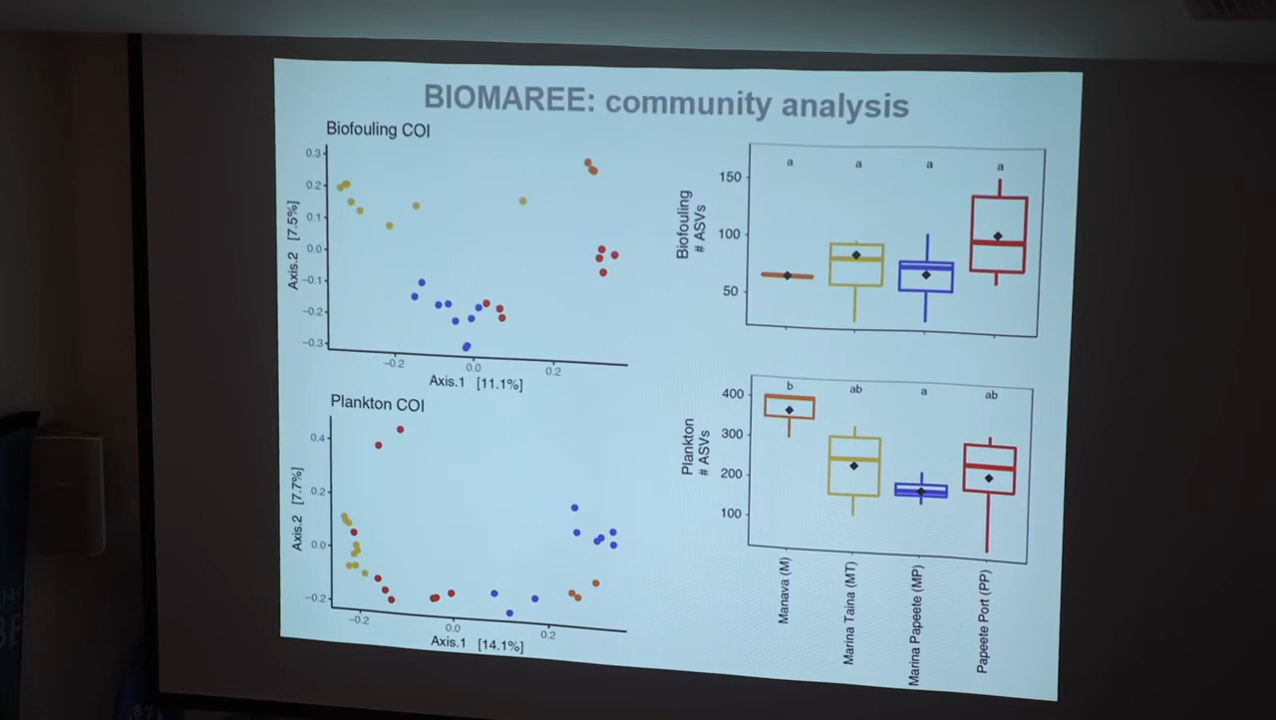 BIOMAREE: community analysis
Biofouling COI
0.3
0.2
0.1
0.0
−0.1
−0.2
−0.3
Axis.2 [7.5%]
−0.2
0.0
0.2
Axis.1 [11.1%]
Plankton COI
0.4
0.2
0.0
−0.2
Axis.2 [7.7%]
−0.2
0.0
0.2
Axis.1 [14.1%]
Biofouling
# ASVs
150
100
50
a a a a
Plankton
# ASVs
400
300
200
100
b ab a ab
Manava (M)
Marina Taina (MT)
Marina Papeete (MP)
Papeete Port (PP)